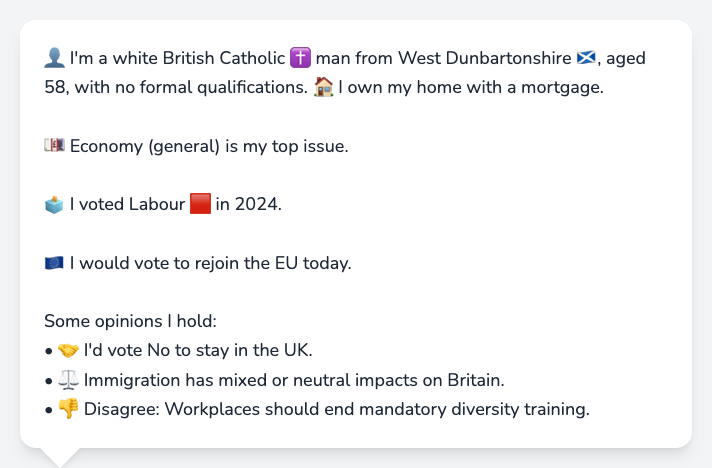 👤 I'm a white British Catholic ✝️ man from West Dunbartonshire 🏴󠁧󠁢󠁳󠁣󠁴󠁿, aged
58, with no formal qualifications. 🏠 I own my home with a mortgage.
💷 Economy (general) is my top issue.
🗳️ I voted Labour 🟥 in 2024.
🇪🇺 I would vote to rejoin the EU today.
Some opinions I hold:
• 🤝 I'd vote No to stay in the UK.
• ⚖️ Immigration has mixed or neutral impacts on Britain.
• 👎 Disagree: Workplaces should end mandatory diversity training.